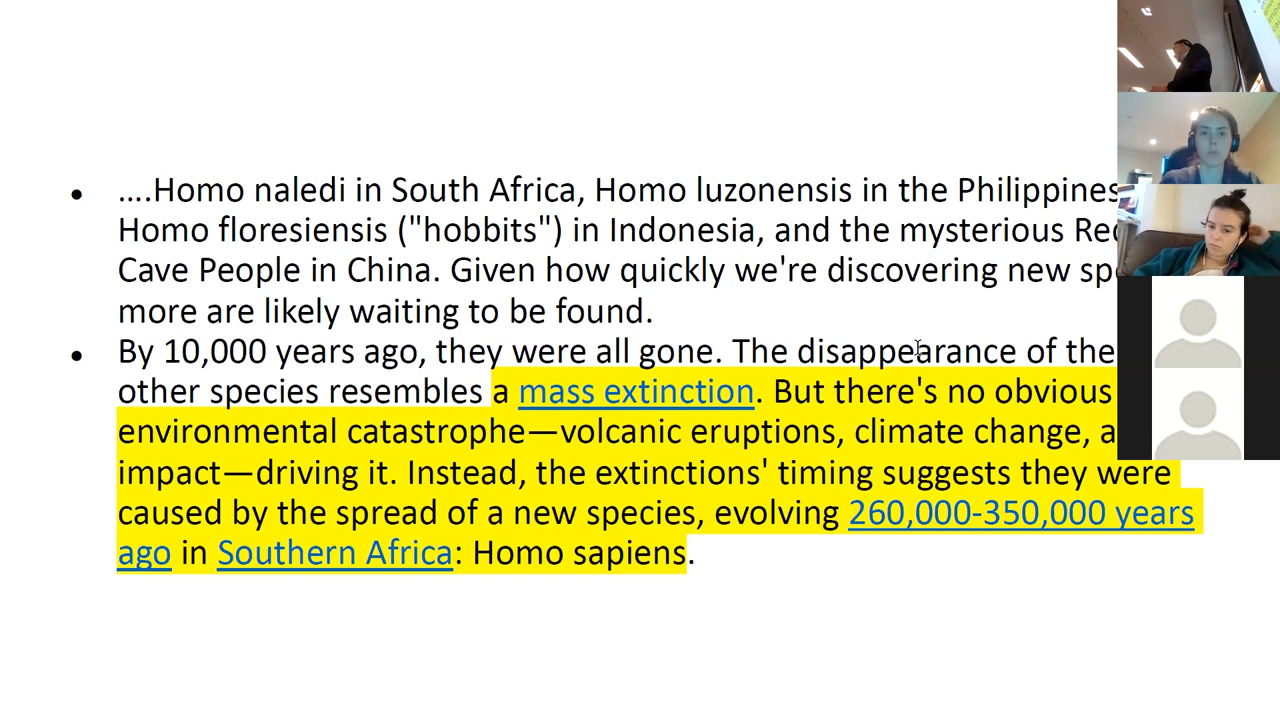 ....Homo naledi in South Africa, Homo luzonensis in the Philippines
Homo floresiensis ("hobbits") in Indonesia, and the mysterious
Cave People in China. Given how quickly we're discovering new
more are likely waiting to be found.
By 10,000 years ago, they were all gone. The disappearance of
other species resembles a mass extinction. But there's no obvious
environmental catastrophe—volcanic eruptions, climate change,
impact—driving it. Instead, the extinctions' timing suggests they were
caused by the spread of a new species, evolving 260,000-350,000 years
ago in Southern Africa: Homo sapiens.